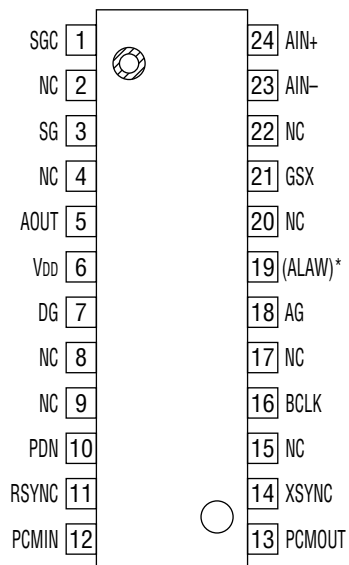 SGC 1 24 AIN+
NC 2 23 AIN–
SG 3 22 NC
NC 4 21 GSX
AOUT 5 20 NC
VDD 6 19 (ALAW)*
DG 7 18 AG
NC 8 17 NC
NC 9 16 BCLK
PDN 10 15 NC
RSYNC 11 14 XSYNC
PCMIN 12 13 PCMOUT